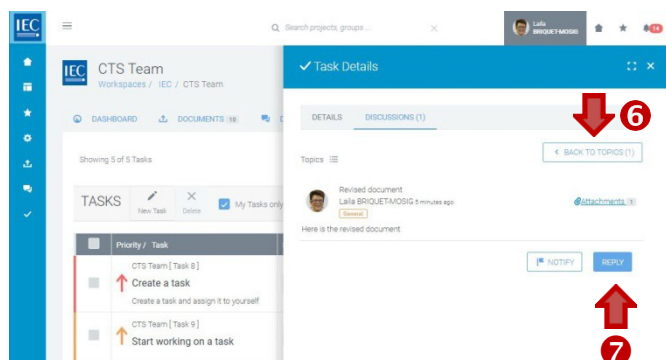 IEC
Search projects, groups ...
Laila
BRIQUET-MOSIG
14
IEC
CTS Team
Workspaces / IEC / CTS Team
DASHBOARD
DOCUMENTS 19
Showing 5 of 5 Tasks
TASKS
New Task
Delete
My Tasks only
Priority / Task
CTS Team [ Task 8 ]
Create a task
Create a task and assign it to yourself
CTS Team [ Task 9 ]
Start working on a task
Task Details
DETAILS
DISCUSSIONS (1)
6
Topics
< BACK TO TOPICS (1)
Revised document
Laila BRIQUET-MOSIG 5 minutes ago
General
Attachments 1
Here is the revised document
NOTIFY
REPLY
7